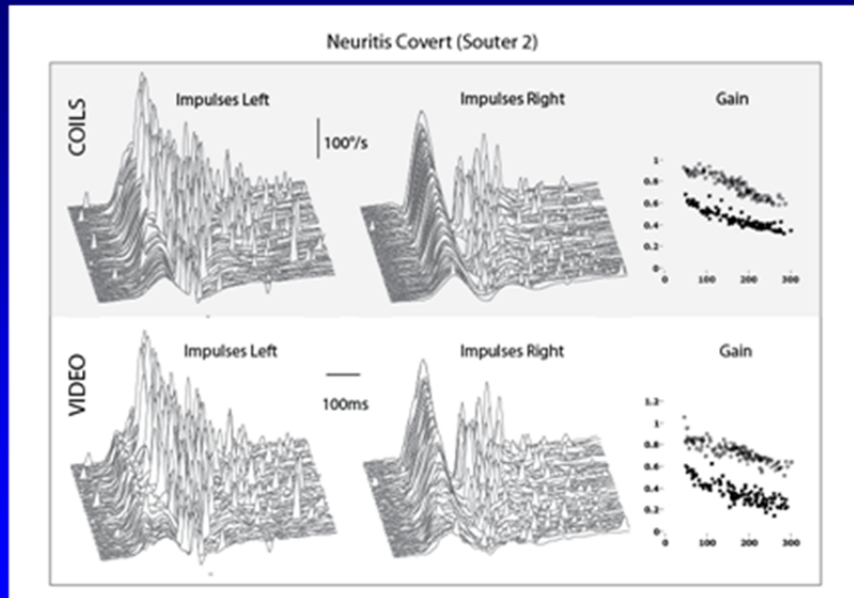 Neuritis Covert (Souter 2)
COILS
Impulses Left
Impulses Right
Gain
100°/s
1
0.8
0.6
0.4
0.2
0
0 100 200 300
VIDEO
Impulses Left
Impulses Right
Gain
100ms
1.2
1
0.8
0.6
0.4
0.2
0
0 100 200 300